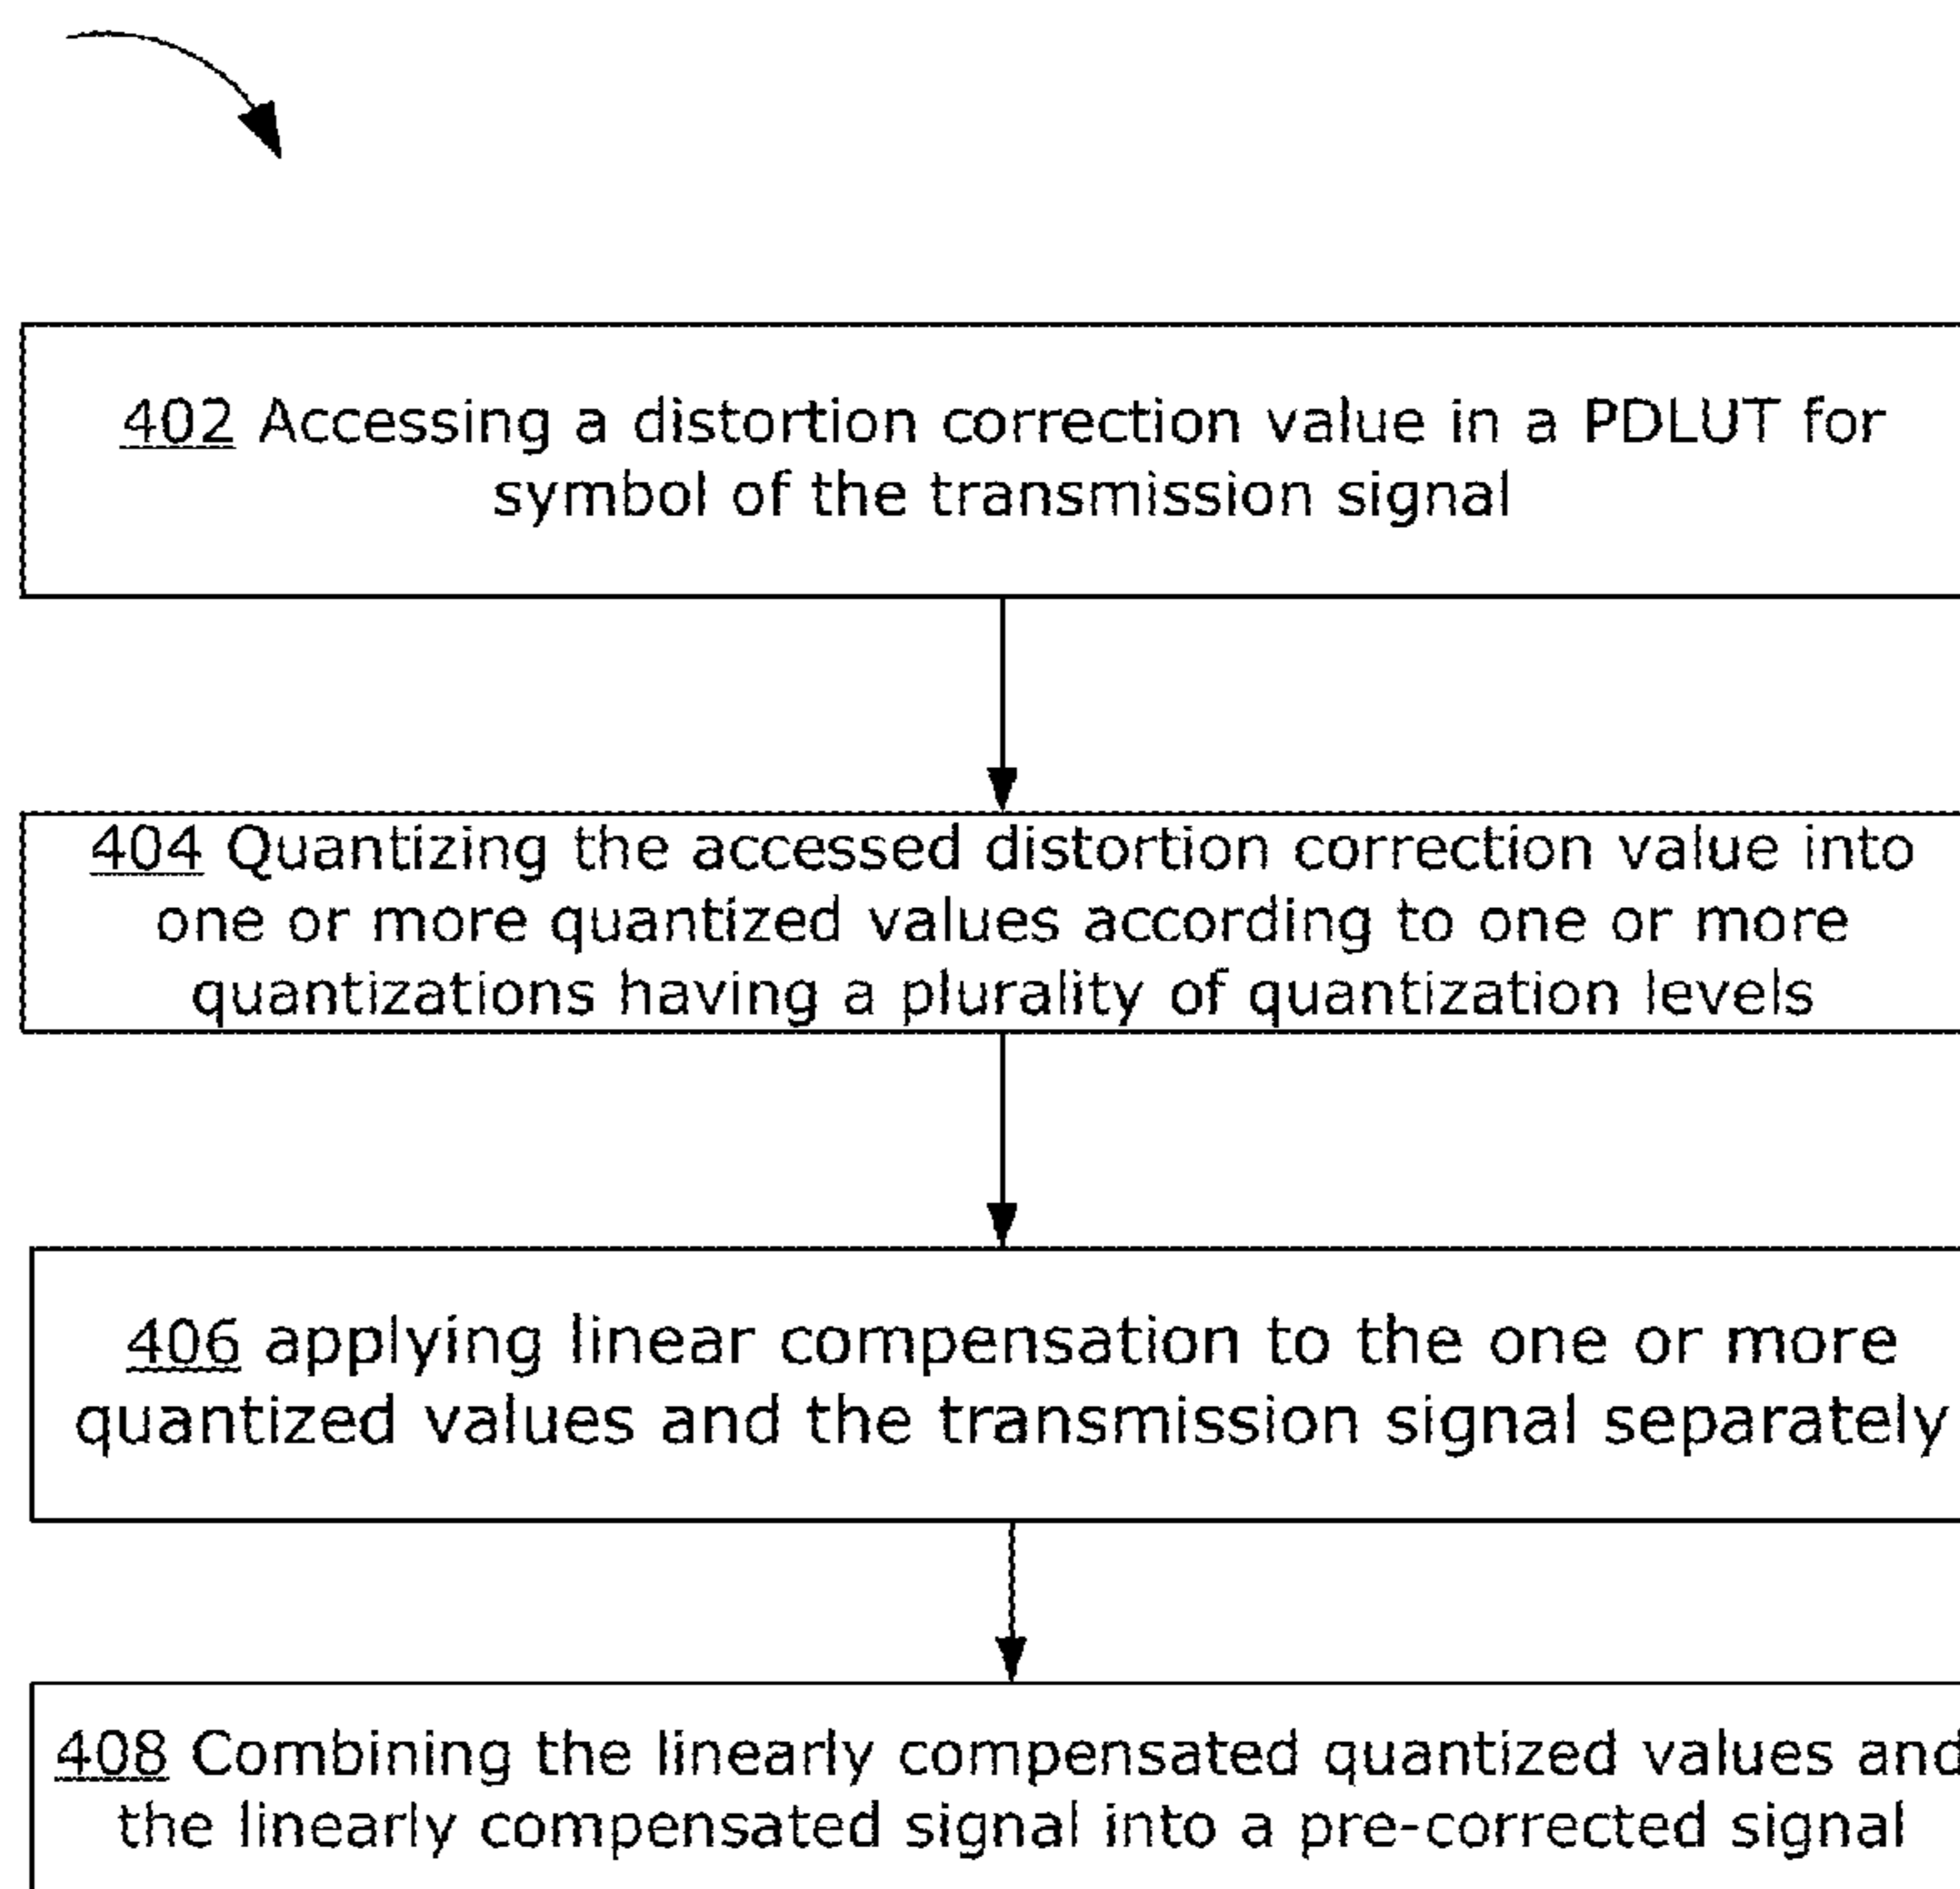 402 Accessing a distortion correction value in a PDLUT for
symbol of the transmission signal
404 Quantizing the accessed distortion correction value into
one or more quantized values according to one or more
quantizations having a plurality of quantization levels
406 applying linear compensation to the one or more
quantized values and the transmission signal separately
408 Combining the linearly compensated quantized values and
the linearly compensated signal into a pre-corrected signal